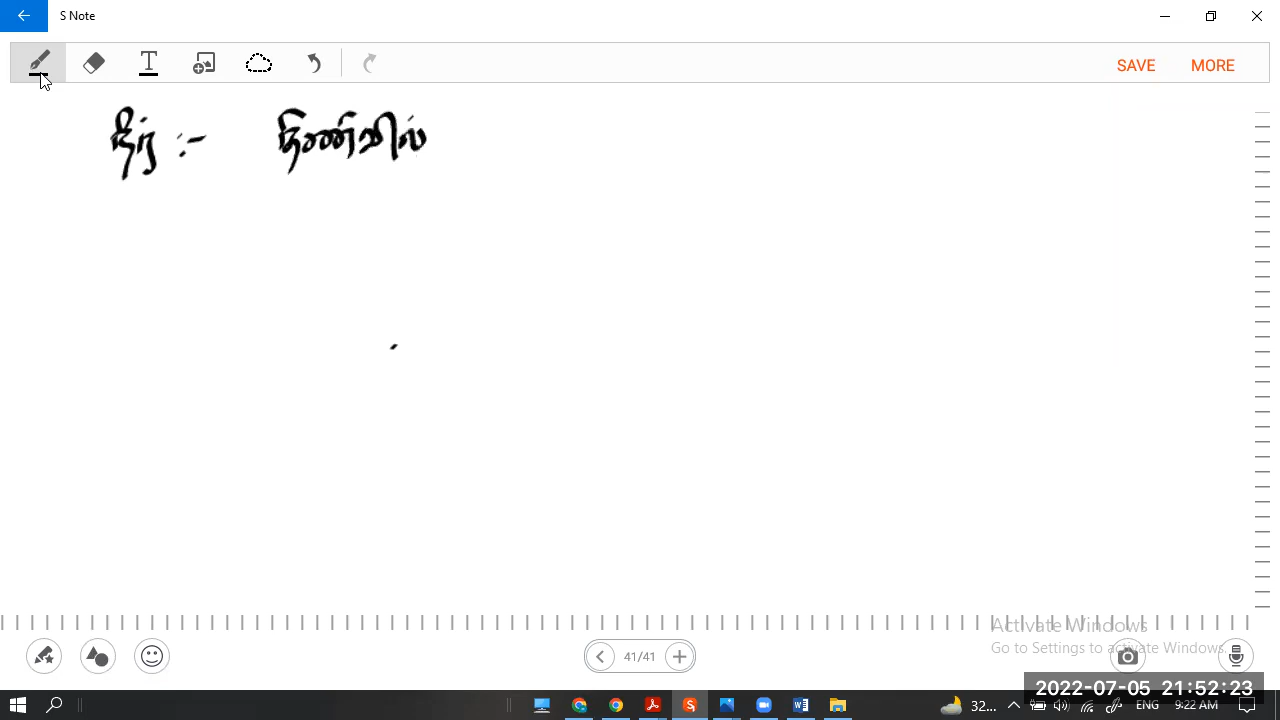 S Note
SAVE MORE
நீர் :-
41/41
Activate Windows
Go to Settings to activate Windows.
2022-07-05 21:52:23
32... ENG 9:22 AM